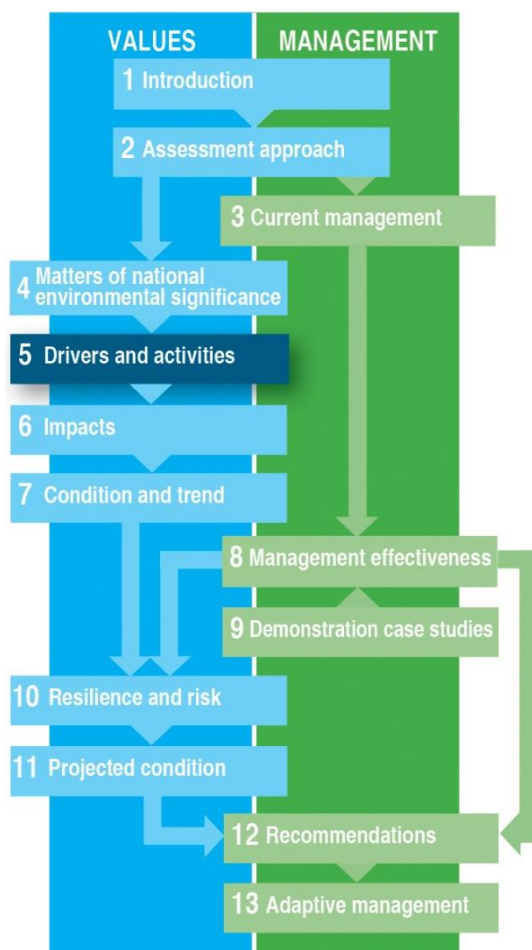 VALUES MANAGEMENT
1 Introduction
2 Assessment approach
3 Current management
4 Matters of national
environmental significance
5 Drivers and activities
6 Impacts
7 Condition and trend
8 Management effectiveness
9 Demonstration case studies
10 Resilience and risk
11 Projected condition
12 Recommendations
13 Adaptive management